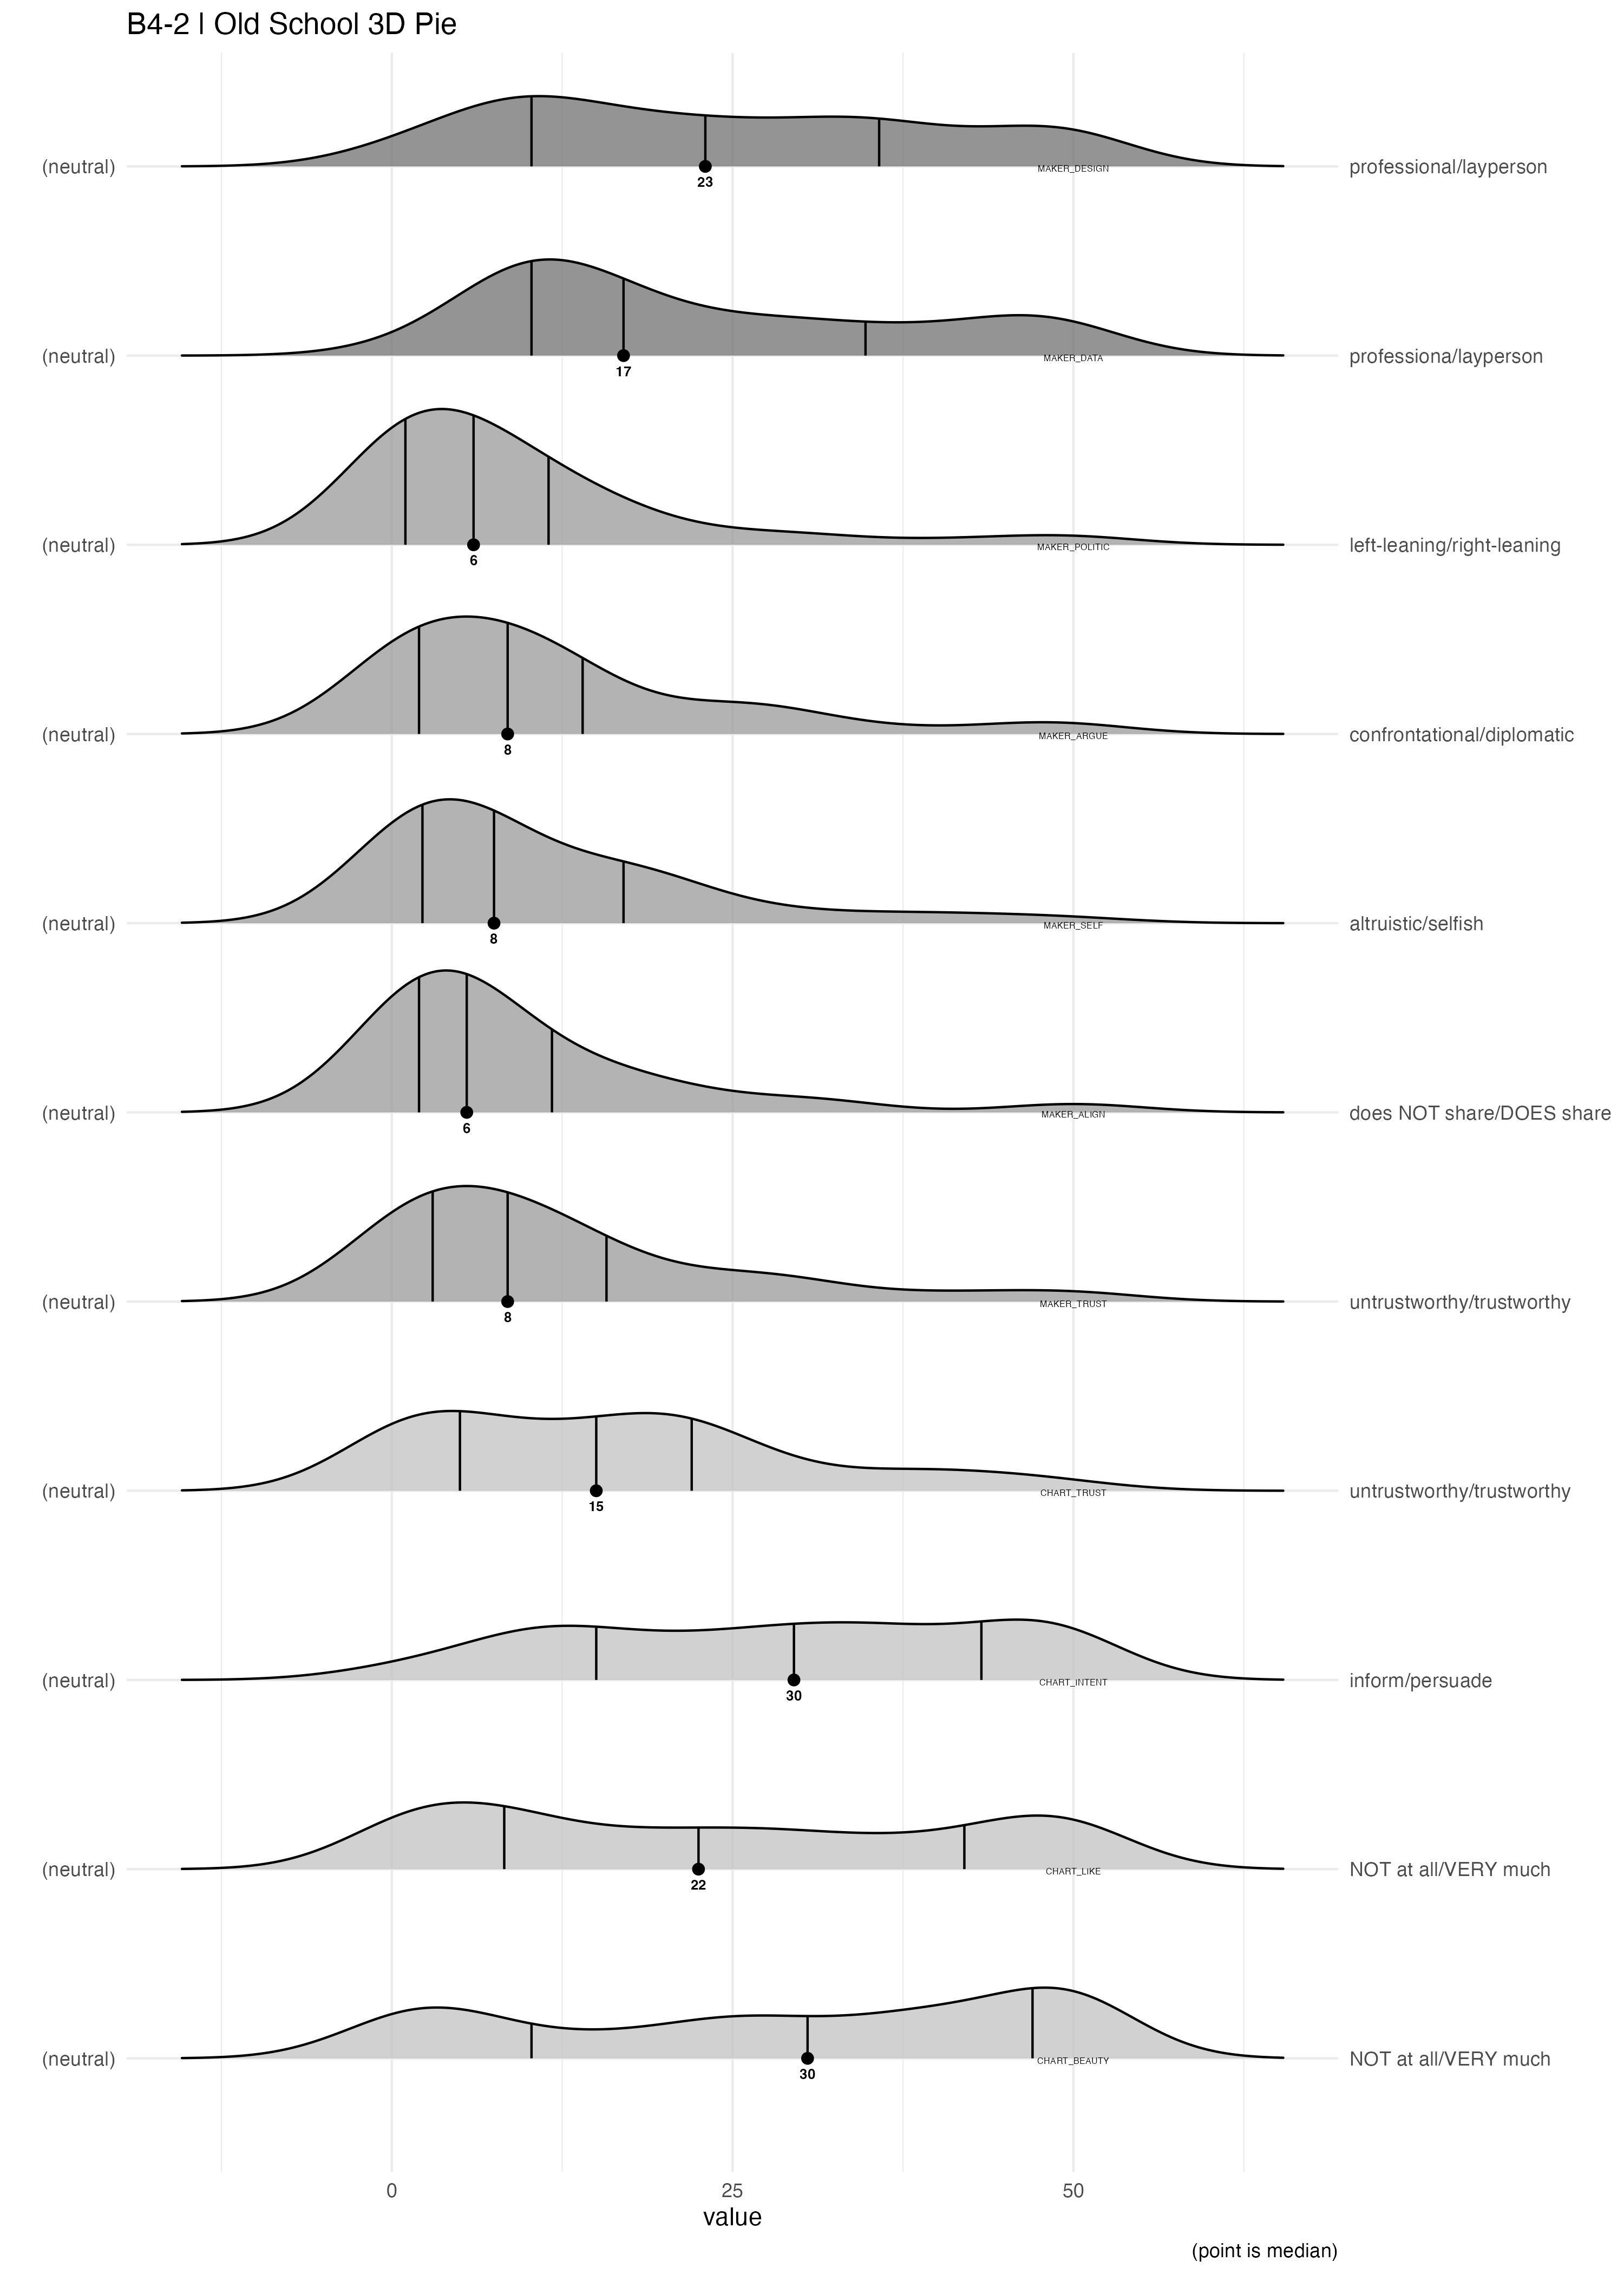 B4-2 | Old School 3D Pie
(neutral)
MAKER_DESIGN
professional/layperson
23
(neutral)
MAKER_DATA
professiona/layperson
17
(neutral)
MAKER_POLITIC
left-leaning/right-leaning
6
(neutral)
MAKER_ARGUE
confrontational/diplomatic
8
(neutral)
MAKER_SELF
altruistic/selfish
8
(neutral)
MAKER_ALIGN
does NOT share/DOES share
6
(neutral)
MAKER_TRUST
untrustworthy/trustworthy
8
(neutral)
CHART_TRUST
untrustworthy/trustworthy
15
(neutral)
CHART_INTENT
inform/persuade
30
(neutral)
CHART_LIKE
NOT at all/VERY much
22
(neutral)
CHART_BEAUTY
NOT at all/VERY much
30
0 25 50
value
(point is median)